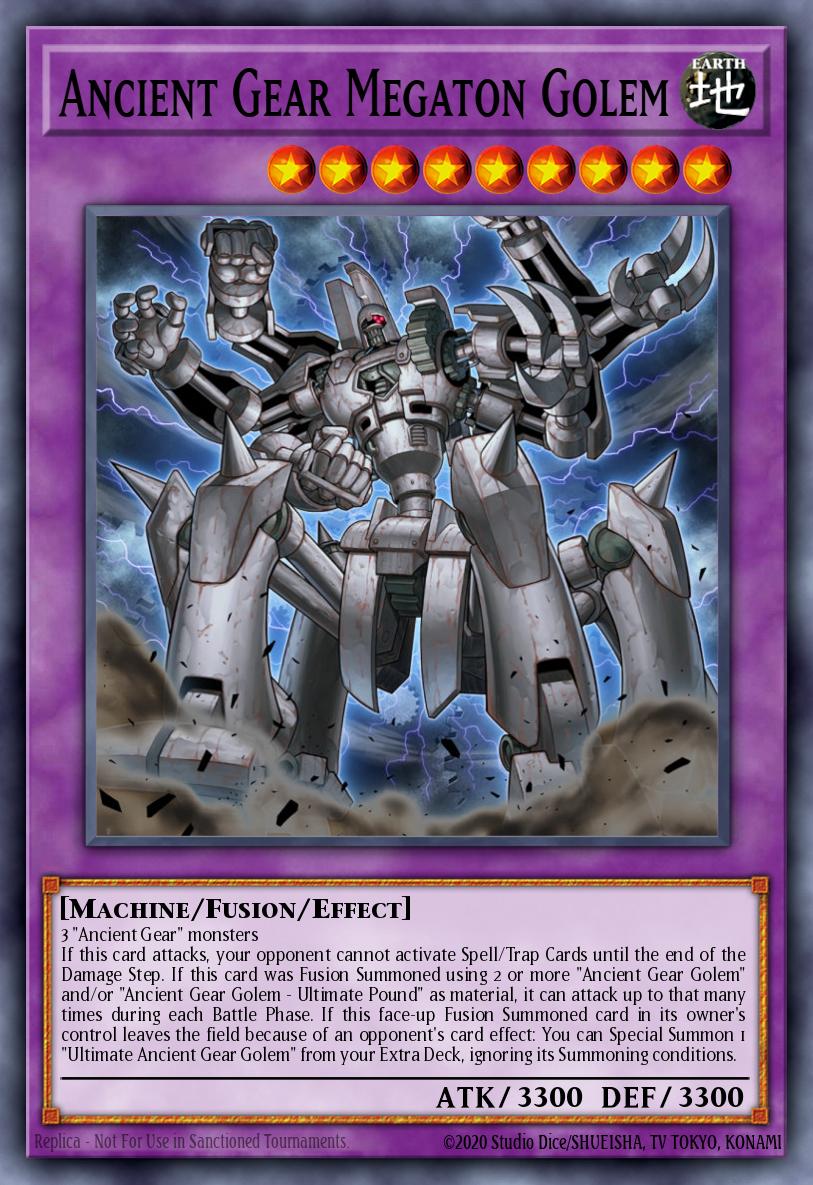 Ancient Gear Megaton Golem
EARTH
地
[Machine/Fusion/Effect]
3 "Ancient Gear" monsters
If this card attacks, your opponent cannot activate Spell/Trap Cards until the end of the
Damage Step. If this card was Fusion Summoned using 2 or more "Ancient Gear Golem"
and/or "Ancient Gear Golem - Ultimate Pound" as material, it can attack up to that many
times during each Battle Phase. If this face-up Fusion Summoned card in its owner's
control leaves the field because of an opponent's card effect: You can Special Summon 1
"Ultimate Ancient Gear Golem" from your Extra Deck, ignoring its Summoning conditions.
ATK/ 3300 DEF/ 3300
Replica - Not For Use in Sanctioned Tournaments.
©2020 Studio Dice/SHUEISHA, TV TOKYO, KONAMI